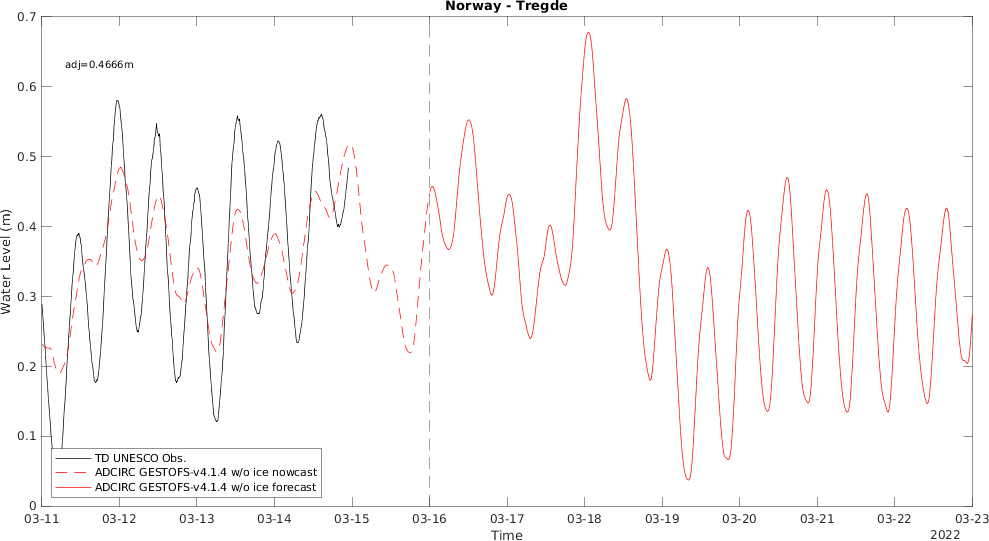 Norway - Tregde
adj=0.4666m
0.7
0.6
0.5
0.4
0.3
0.2
0.1
0
Water Level (m)
TD UNESCO Obs.
ADCIRC GESTOFS-v4.1.4 w/o ice nowcast
ADCIRC GESTOFS-v4.1.4 w/o ice forecast
03-11 03-12 03-13 03-14 03-15 03-16 03-17 03-18 03-19 03-20 03-21 03-22 03-23
Time
2022